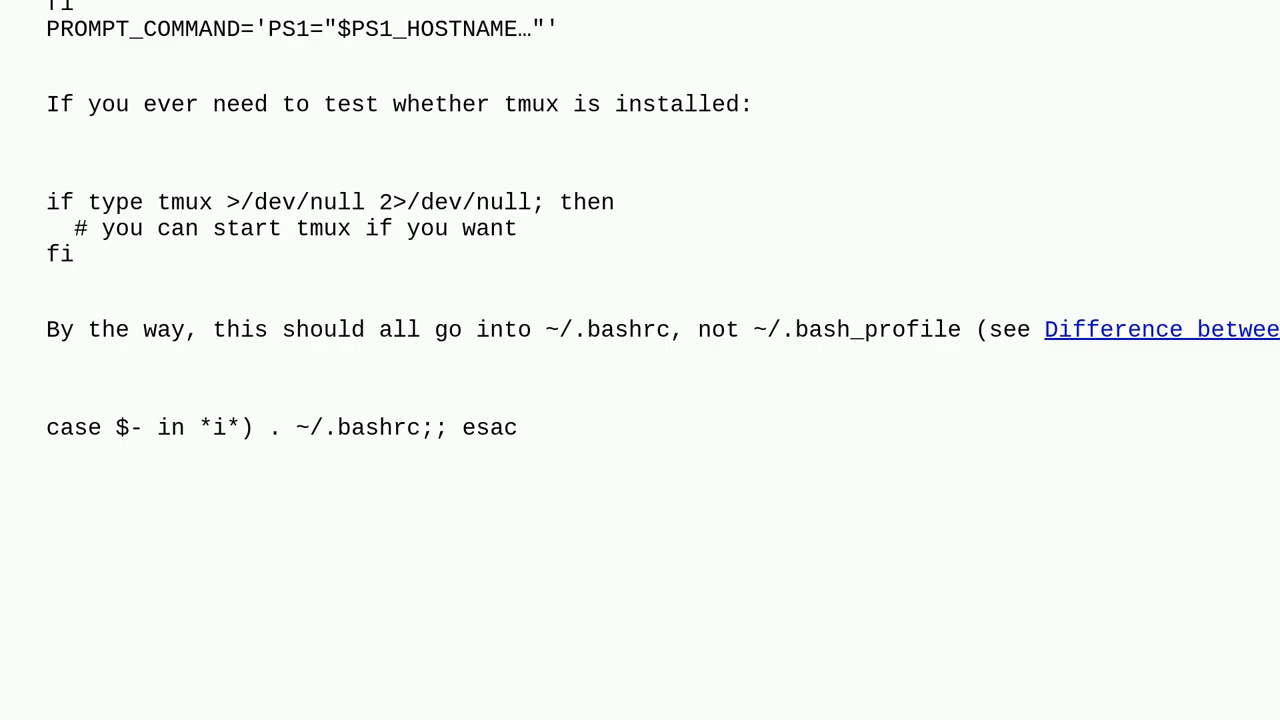 fi
PROMPT_COMMAND='PS1="$PS1_HOSTNAME…"'
If you ever need to test whether tmux is installed:
if type tmux >/dev/null 2>/dev/null; then
  # you can start tmux if you want
fi
By the way, this should all go into ~/.bashrc, not ~/.bash_profile (see Difference betwee
case $- in *i*) . ~/.bashrc;; esac